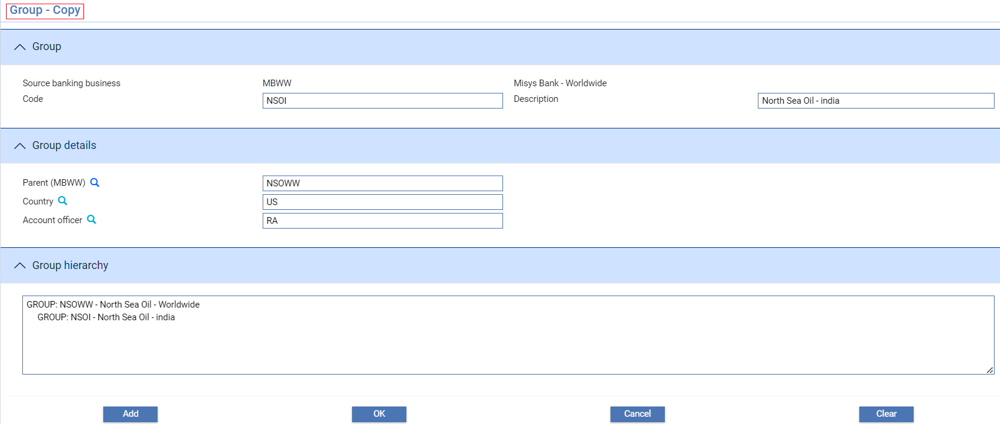 Group - Copy
Group
Source banking business MBWW Misys Bank - Worldwide
Code NSOI Description North Sea Oil - india
Group details
Parent (MBWW) NSOWW
Country US
Account officer RA
Group hierarchy
GROUP: NSOWW - North Sea Oil - Worldwide
GROUP: NSOI - North Sea Oil - india
Add OK Cancel Clear